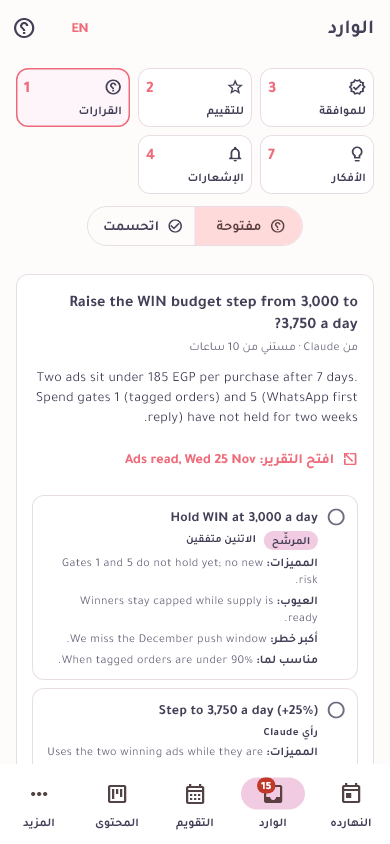 الوارد
EN
للموافقة 3
للتقييم 2
القرارات 1
الأفكار 7
الإشعارات 4
مفتوحة
اتحسمت
Raise the WIN budget step from 3,000 to
3,750 a day?
من Claude · مستني من 10 ساعات
Two ads sit under 185 EGP per purchase after 7 days.
Spend gates 1 (tagged orders) and 5 (WhatsApp first
reply) have not held for two weeks.
افتح التقرير: Ads read, Wed 25 Nov
Hold WIN at 3,000 a day
المرشّح الاتنين متفقين
المميزات: Gates 1 and 5 do not hold yet; no new
risk.
العيوب: Winners stay capped while supply is
ready.
أكبر خطر: We miss the December push window.
مناسب لما: When tagged orders are under 90%.
Step to 3,750 a day (+25%)
رأي Claude
المميزات: Uses the two winning ads while they are
النهارده
الوارد 15
التقويم
المحتوى
المزيد